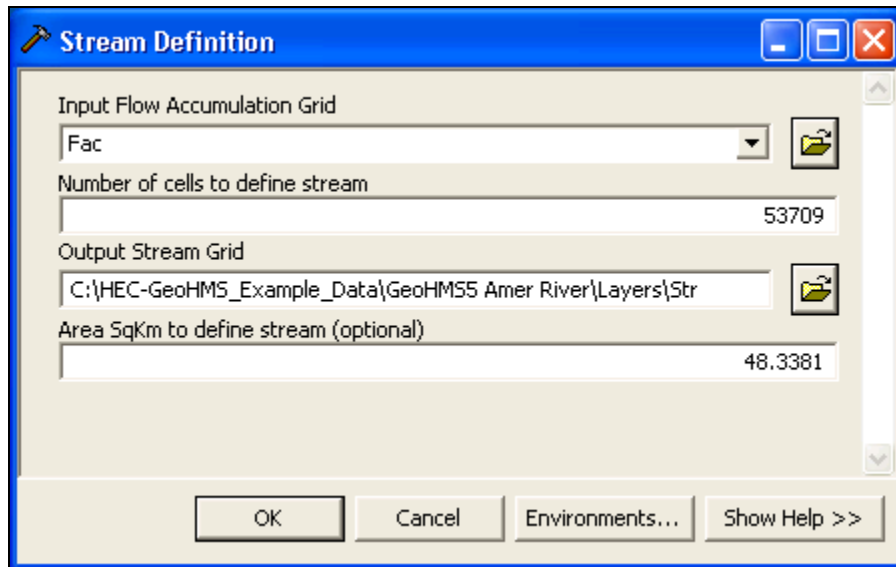 Stream Definition
Input Flow Accumulation Grid
Fac
Number of cells to define stream
53709
Output Stream Grid
C:\HEC-GeoHMS_Example_Data\GeoHMS5 Amer River\Layers\Str
Area SqKm to define stream (optional)
48.3381
OK Cancel Environments... Show Help >>